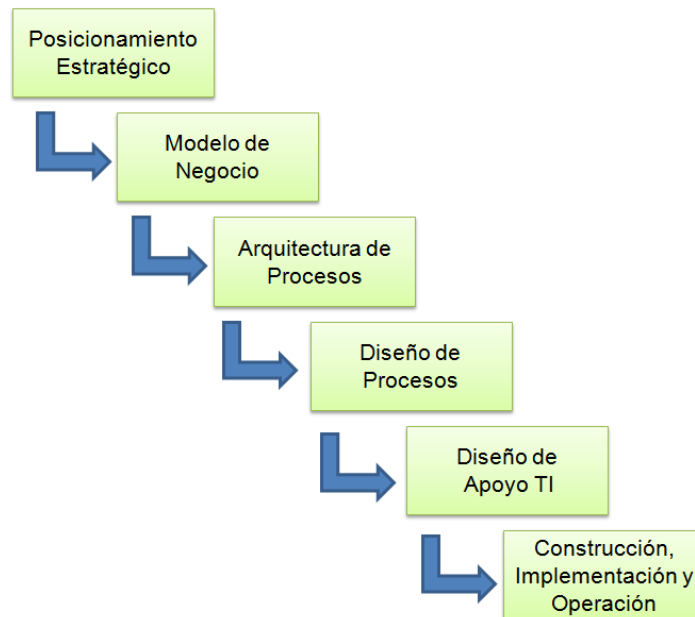 Posicionamiento
Estratégico
Modelo de
Negocio
Arquitectura de
Procesos
Diseño de
Procesos
Diseño de
Apoyo TI
Construcción,
Implementación y
Operación